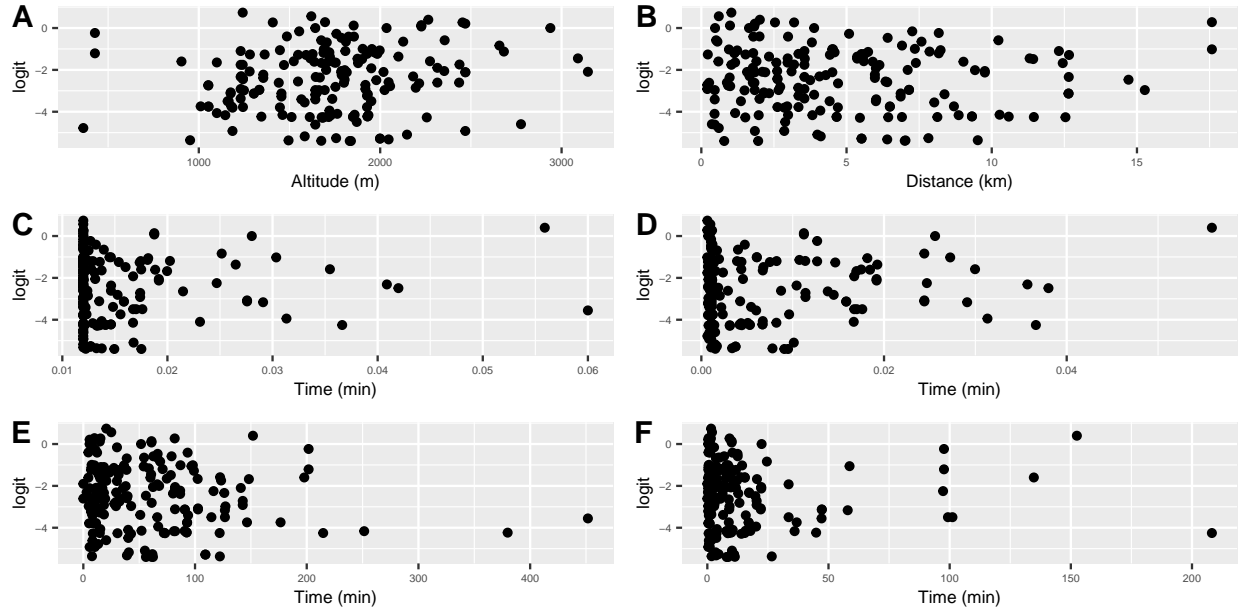 A
B
0
−2
−4
logit
1000
2000
3000
Altitude (m)
0
−2
−4
logit
0
5
10
15
Distance (km)
C
D
0
−2
−4
logit
0.01
0.02
0.03
0.04
0.05
0.06
Time (min)
0
−2
−4
logit
0.00
0.02
0.04
Time (min)
E
F
0
−2
−4
logit
0
100
200
300
400
Time (min)
0
−2
−4
logit
0
50
100
150
200
Time (min)